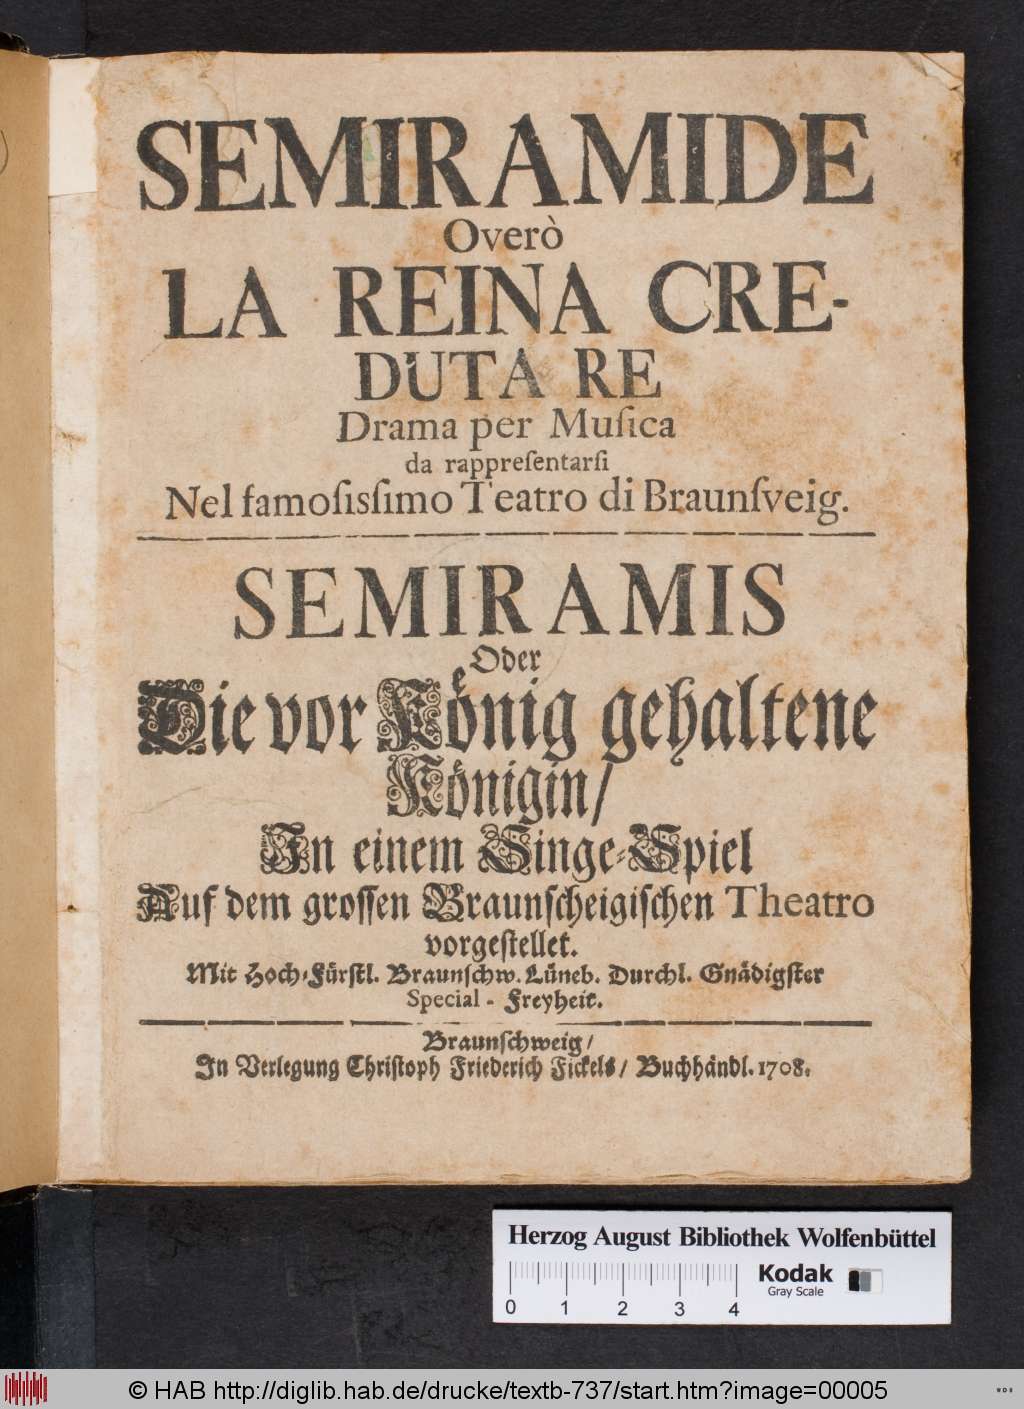 SEMIRAMIDE
Overò
LA REINA CRE-
DUTA RE
Drama per Muſica
da rappreſentarſi
Nel famoſisſimo Teatro di Braunſveig.
SEMIRAMIS
Oder
Die vor Koͤnig gehaltene
Königin/
In einem Singe-Spiel
Auf dem groſſen Braunſcheigiſchen Theatro
vorgeſtellet.
Mit Hoch-Fürſtl. Braunſchw. Lüneb. Durchl. Gnädigſter
Special-Freyheit.
Braunſchweig/
In Verlegung Chriſtoph Friederich Fickels/ Buchhändl. 1708.
Herzog August Bibliothek Wolfenbüttel
Kodak
Gray Scale
0 1 2 3 4
© HAB http://diglib.hab.de/drucke/textb-737/start.htm?image=00005
WDB